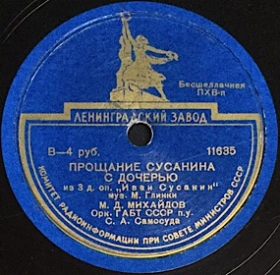 Бесшеллачная
ПХВ-п
ЛЕНИНГРАДСКИЙ ЗАВОД
В—4 руб.
11635
ПРОЩАНИЕ СУСАНИНА
С ДОЧЕРЬЮ
из 3 д. оп. „Иван Сусанин"
муз. М. Глинки
М. Д. МИХАЙЛОВ
Орк. ГАБТ СССР п.у.
С. А. Самосуда
КОМИТЕТ РАДИОИНФОРМАЦИИ ПРИ СОВЕТЕ МИНИСТРОВ СССР